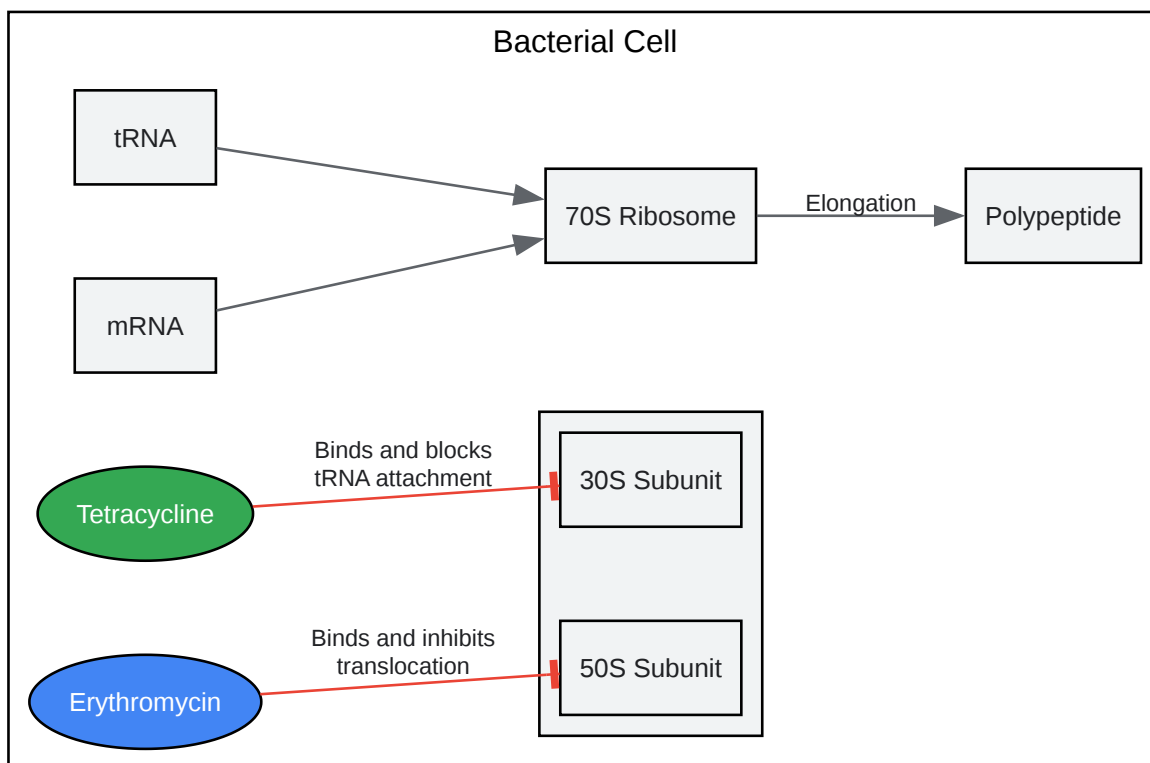 Bacterial Cell
tRNA
70S Ribosome
Elongation
Polypeptide
mRNA
Binds and blocks
tRNA attachment
30S Subunit
Tetracycline
Binds and inhibits
translocation
50S Subunit
Erythromycin